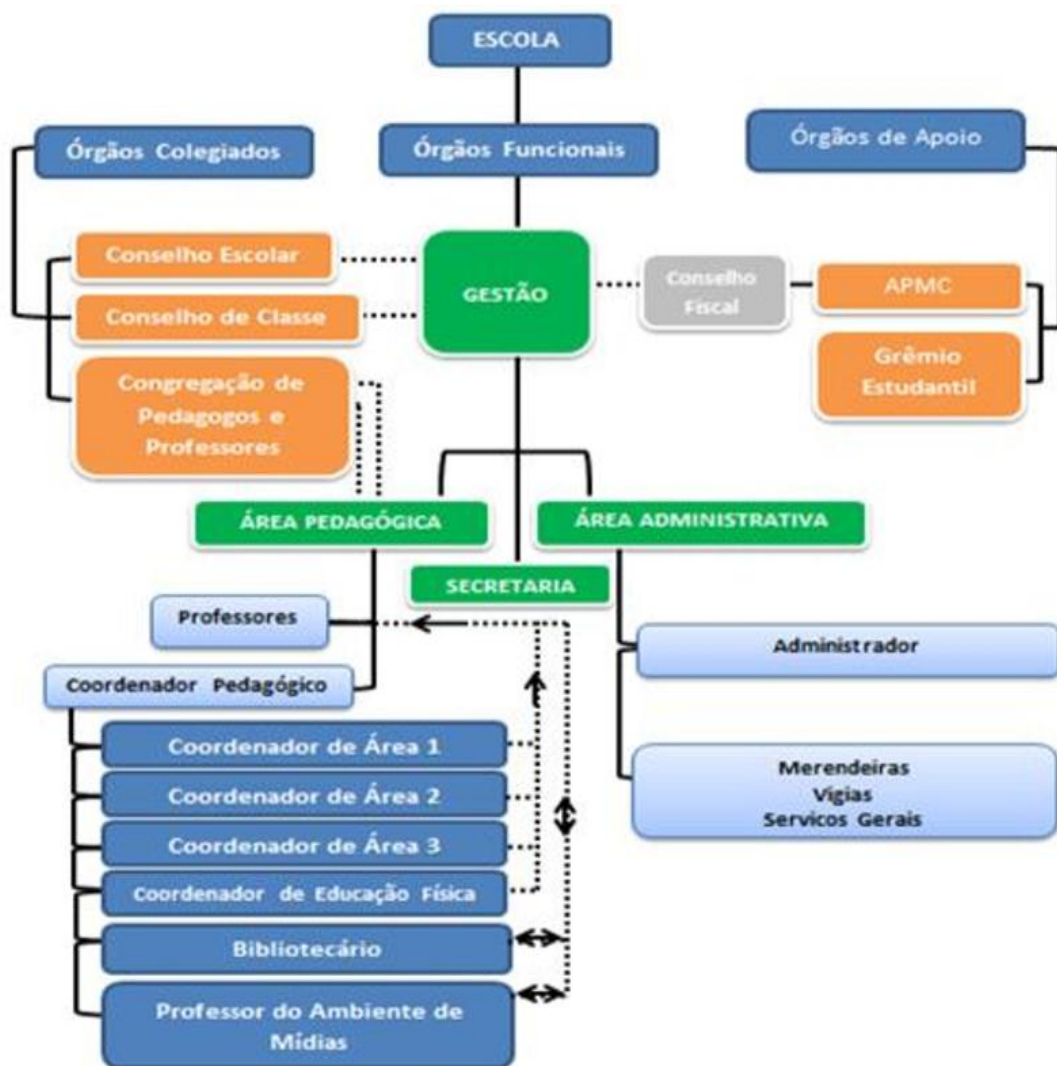 ESCOLA
Órgãos Colegiados
Órgãos Funcionais
Órgãos de Apoio
Conselho Escolar
Conselho de Classe
Congregação de
Pedagogos e
Professores
GESTÃO
Conselho
Fiscal
APMC
Grêmio
Estudantil
ÁREA PEDAGÓGICA
ÁREA ADMINISTRATIVA
SECRETARIA
Professores
Coordenador Pedagógico
Coordenador de Área 1
Coordenador de Área 2
Coordenador de Área 3
Coordenador de Educação Física
Bibliotecário
Professor do Ambiente de
Mídias
Administrador
Merendeiras
Vigias
Servicos Gerais